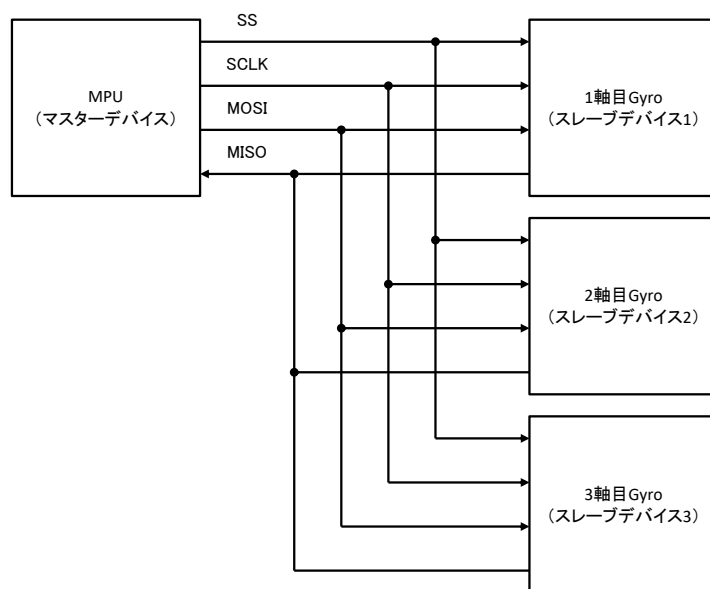 SS
SCLK
MPU
(マスターデバイス)
MOSI
MISO
1軸目Gyro
(スレーブデバイス1)
2軸目Gyro
(スレーブデバイス2)
3軸目Gyro
(スレーブデバイス3)